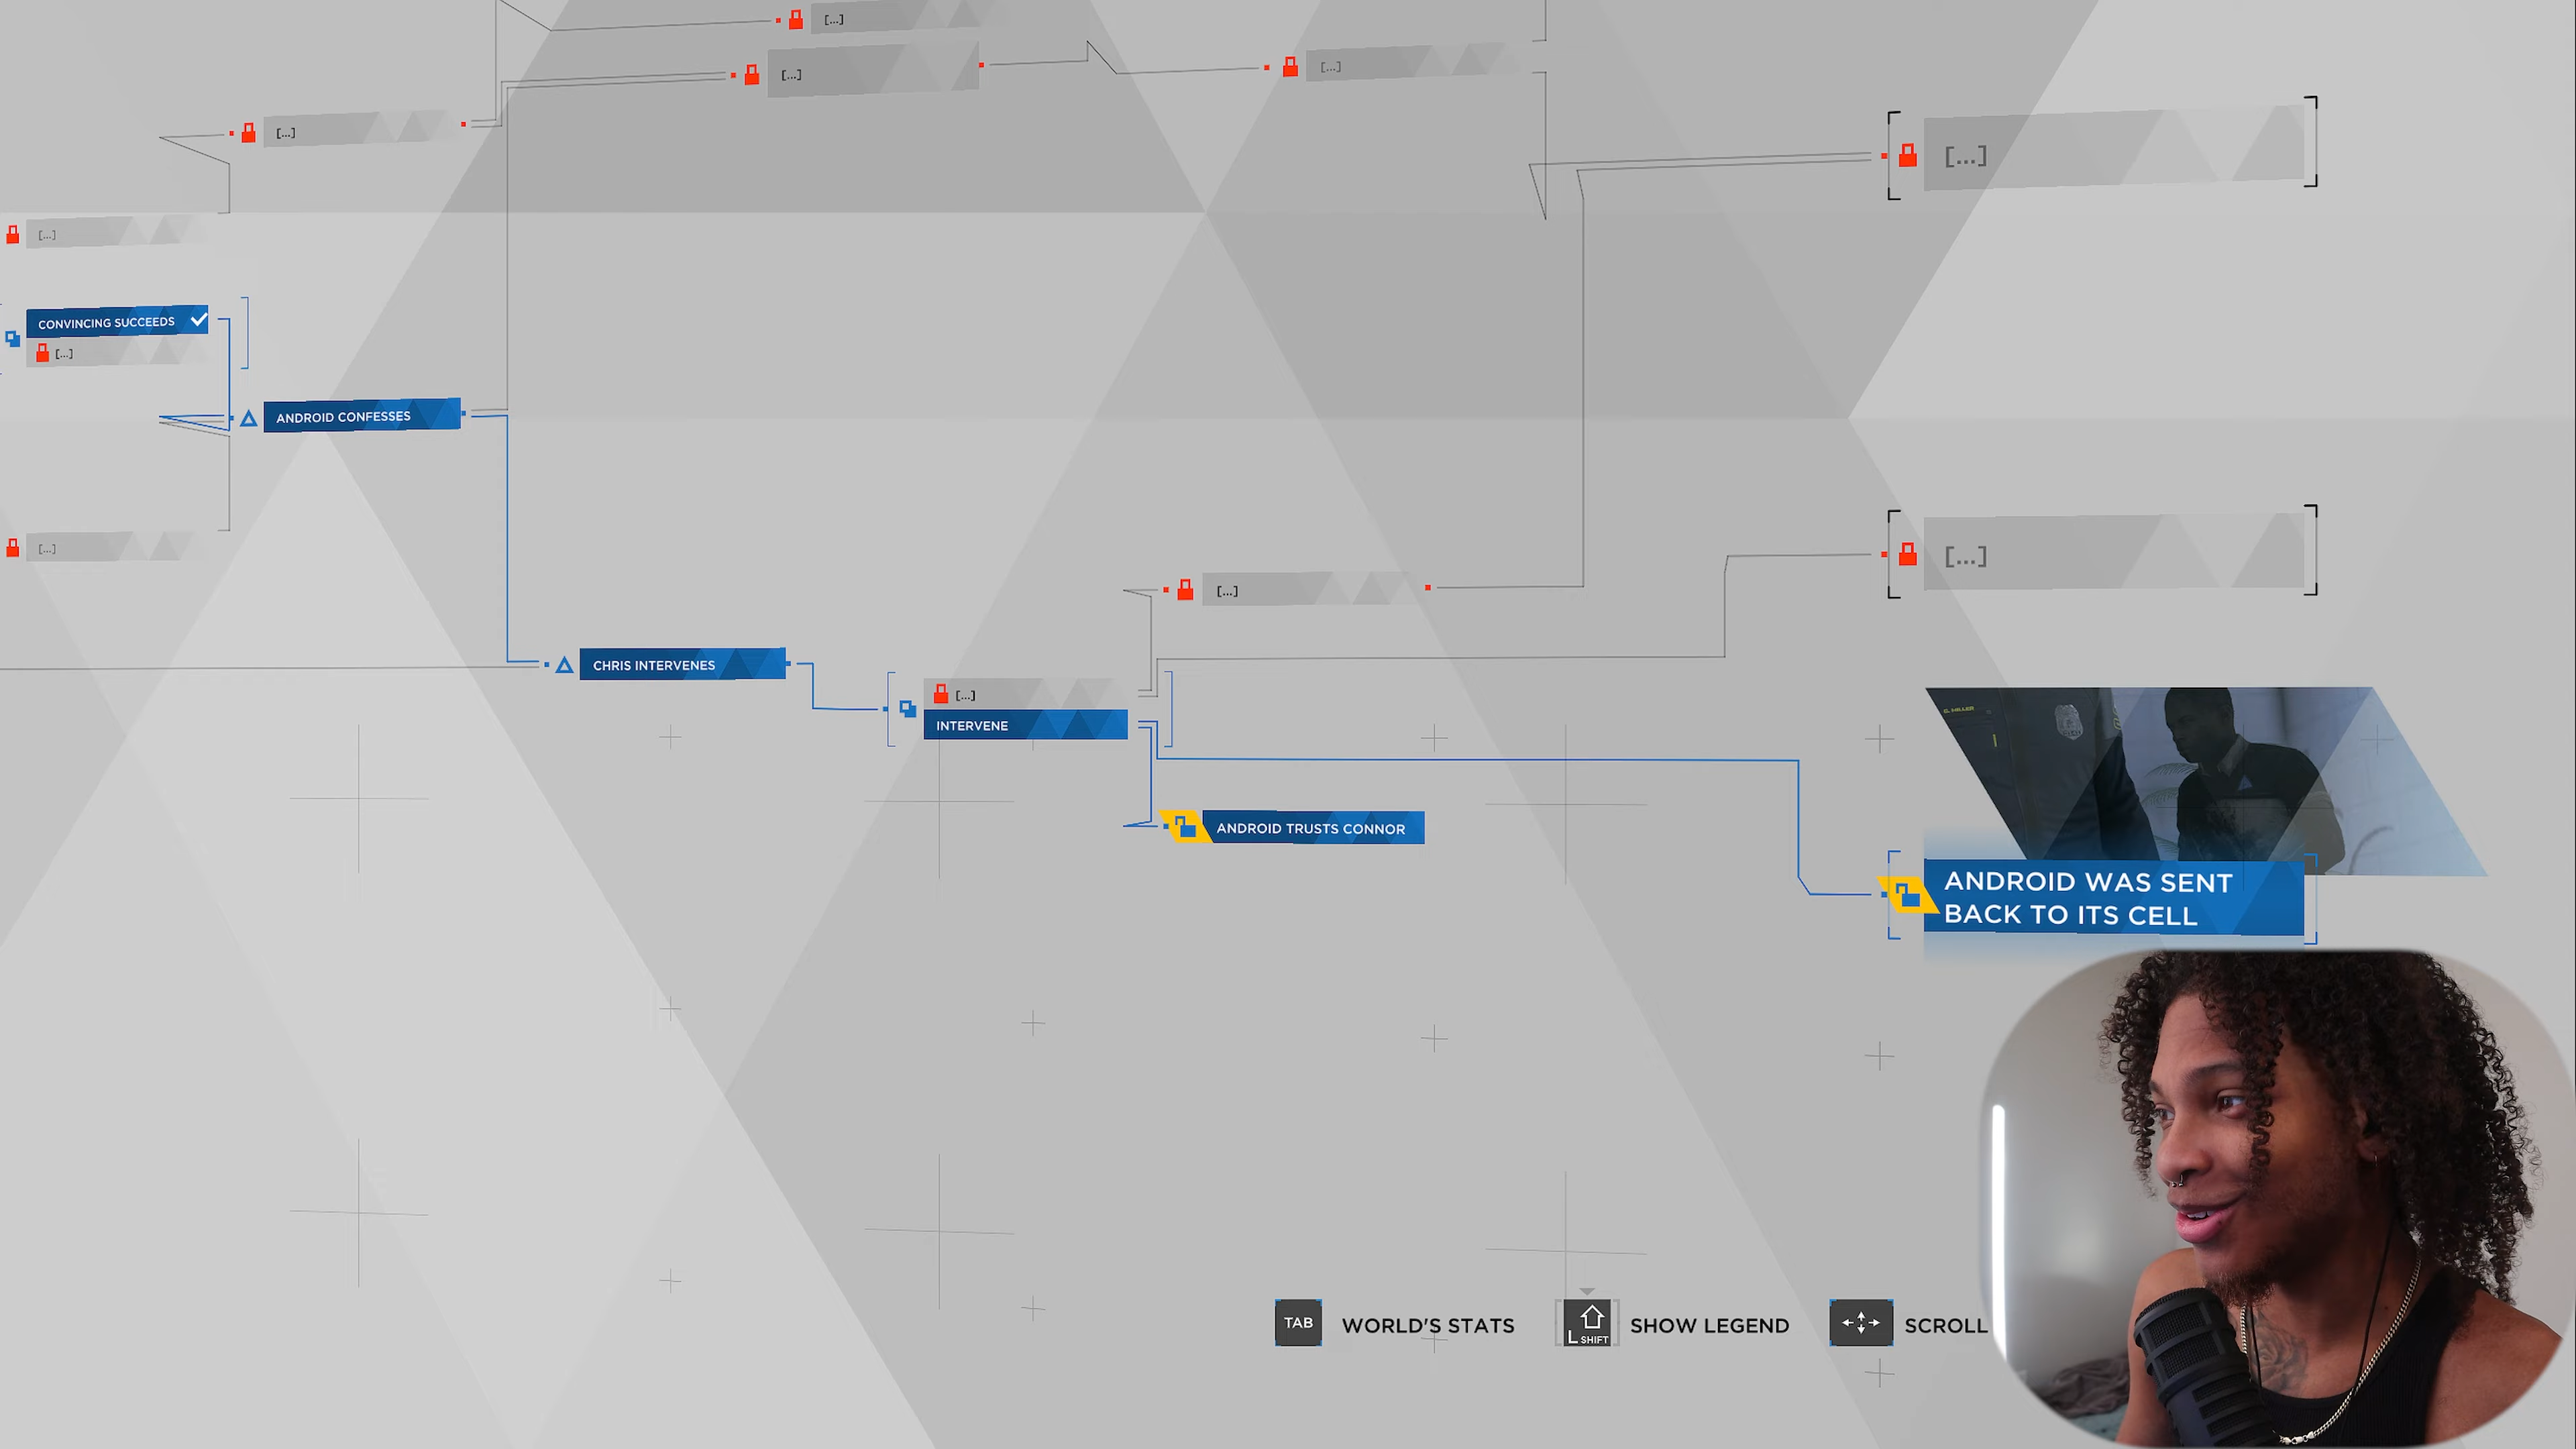 [...]
[...]
[...]
[...]
[...]
[...]
CONVINCING SUCCEEDS
[...]
ANDROID CONFESSES
[...]
[...]
[...]
CHRIS INTERVENES
[...]
INTERVENE
ANDROID TRUSTS CONNOR
C. MILLER
ANDROID WAS SENT
BACK TO ITS CELL
TAB WORLD'S STATS
L SHIFT SHOW LEGEND
SCROLL